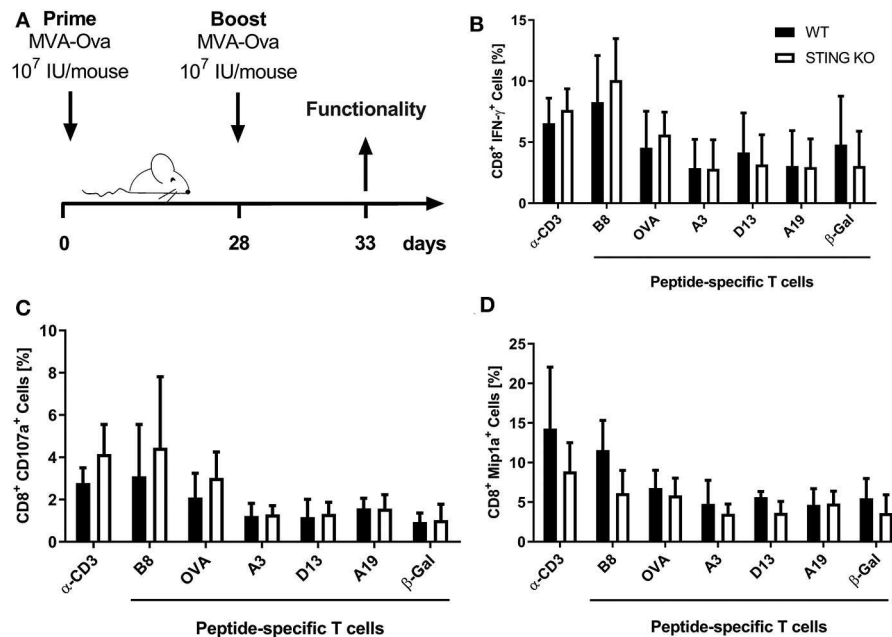 A
Prime
MVA-Ova
10⁷ IU/mouse
Boost
MVA-Ova
10⁷ IU/mouse
Functionality
0
28
33
days
B
WT
STING KO
CD8⁺ IFN-γ⁺ Cells [%]
15
10
5
0
α-CD3
B8
OVA
A3
D13
A19
β-Gal
Peptide-specific T cells
C
CD8⁺ CD107a⁺ Cells [%]
10
8
6
4
2
0
α-CD3
B8
OVA
A3
D13
A19
β-Gal
Peptide-specific T cells
D
CD8⁺ Mip1a⁺ Cells [%]
25
20
15
10
5
0
α-CD3
B8
OVA
A3
D13
A19
β-Gal
Peptide-specific T cells